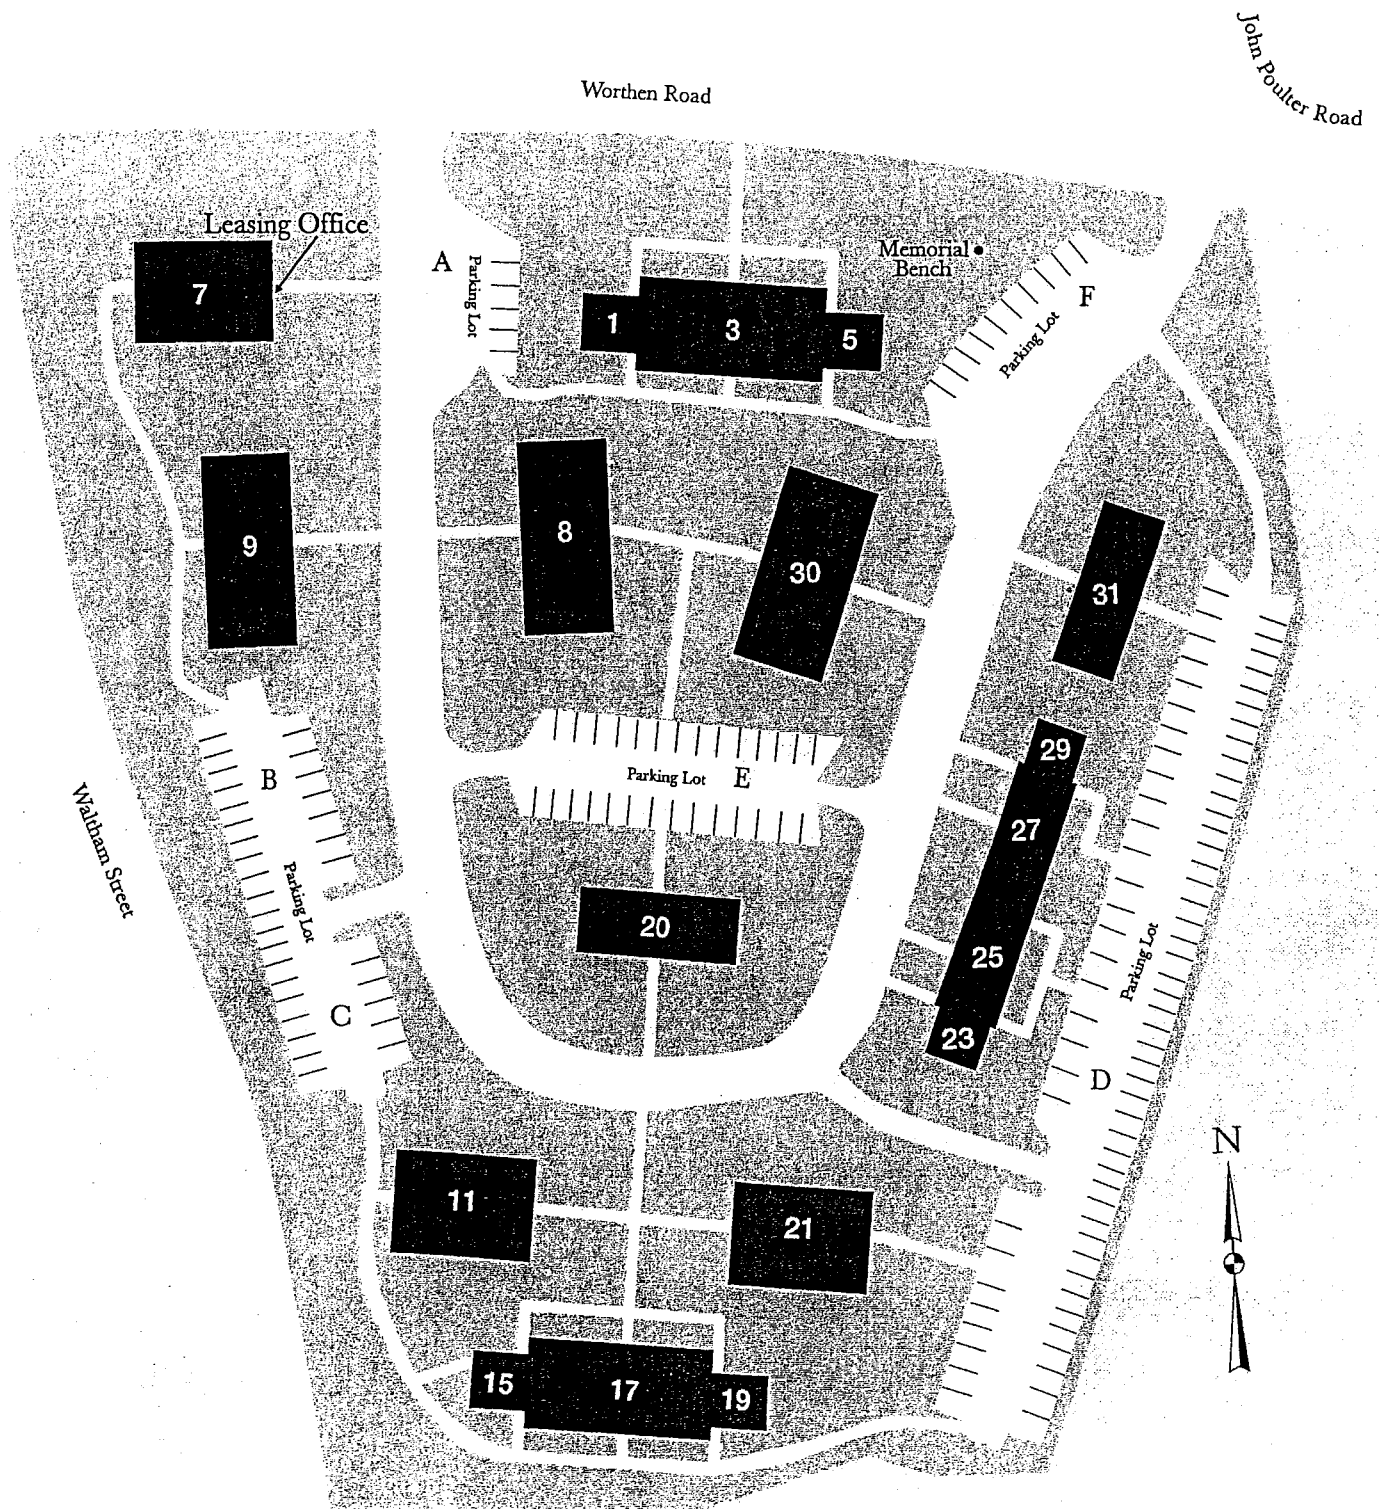 John Poulter Road
Worthen Road
Leasing Office
7
A
Parking Lot
1
3
5
Memorial
Bench
F
Parking Lot
9
8
30
31
B
Parking Lot
C
Waltham Street
Parking Lot E
29
27
25
23
20
Parking Lot
D
N
11
21
15
17
19